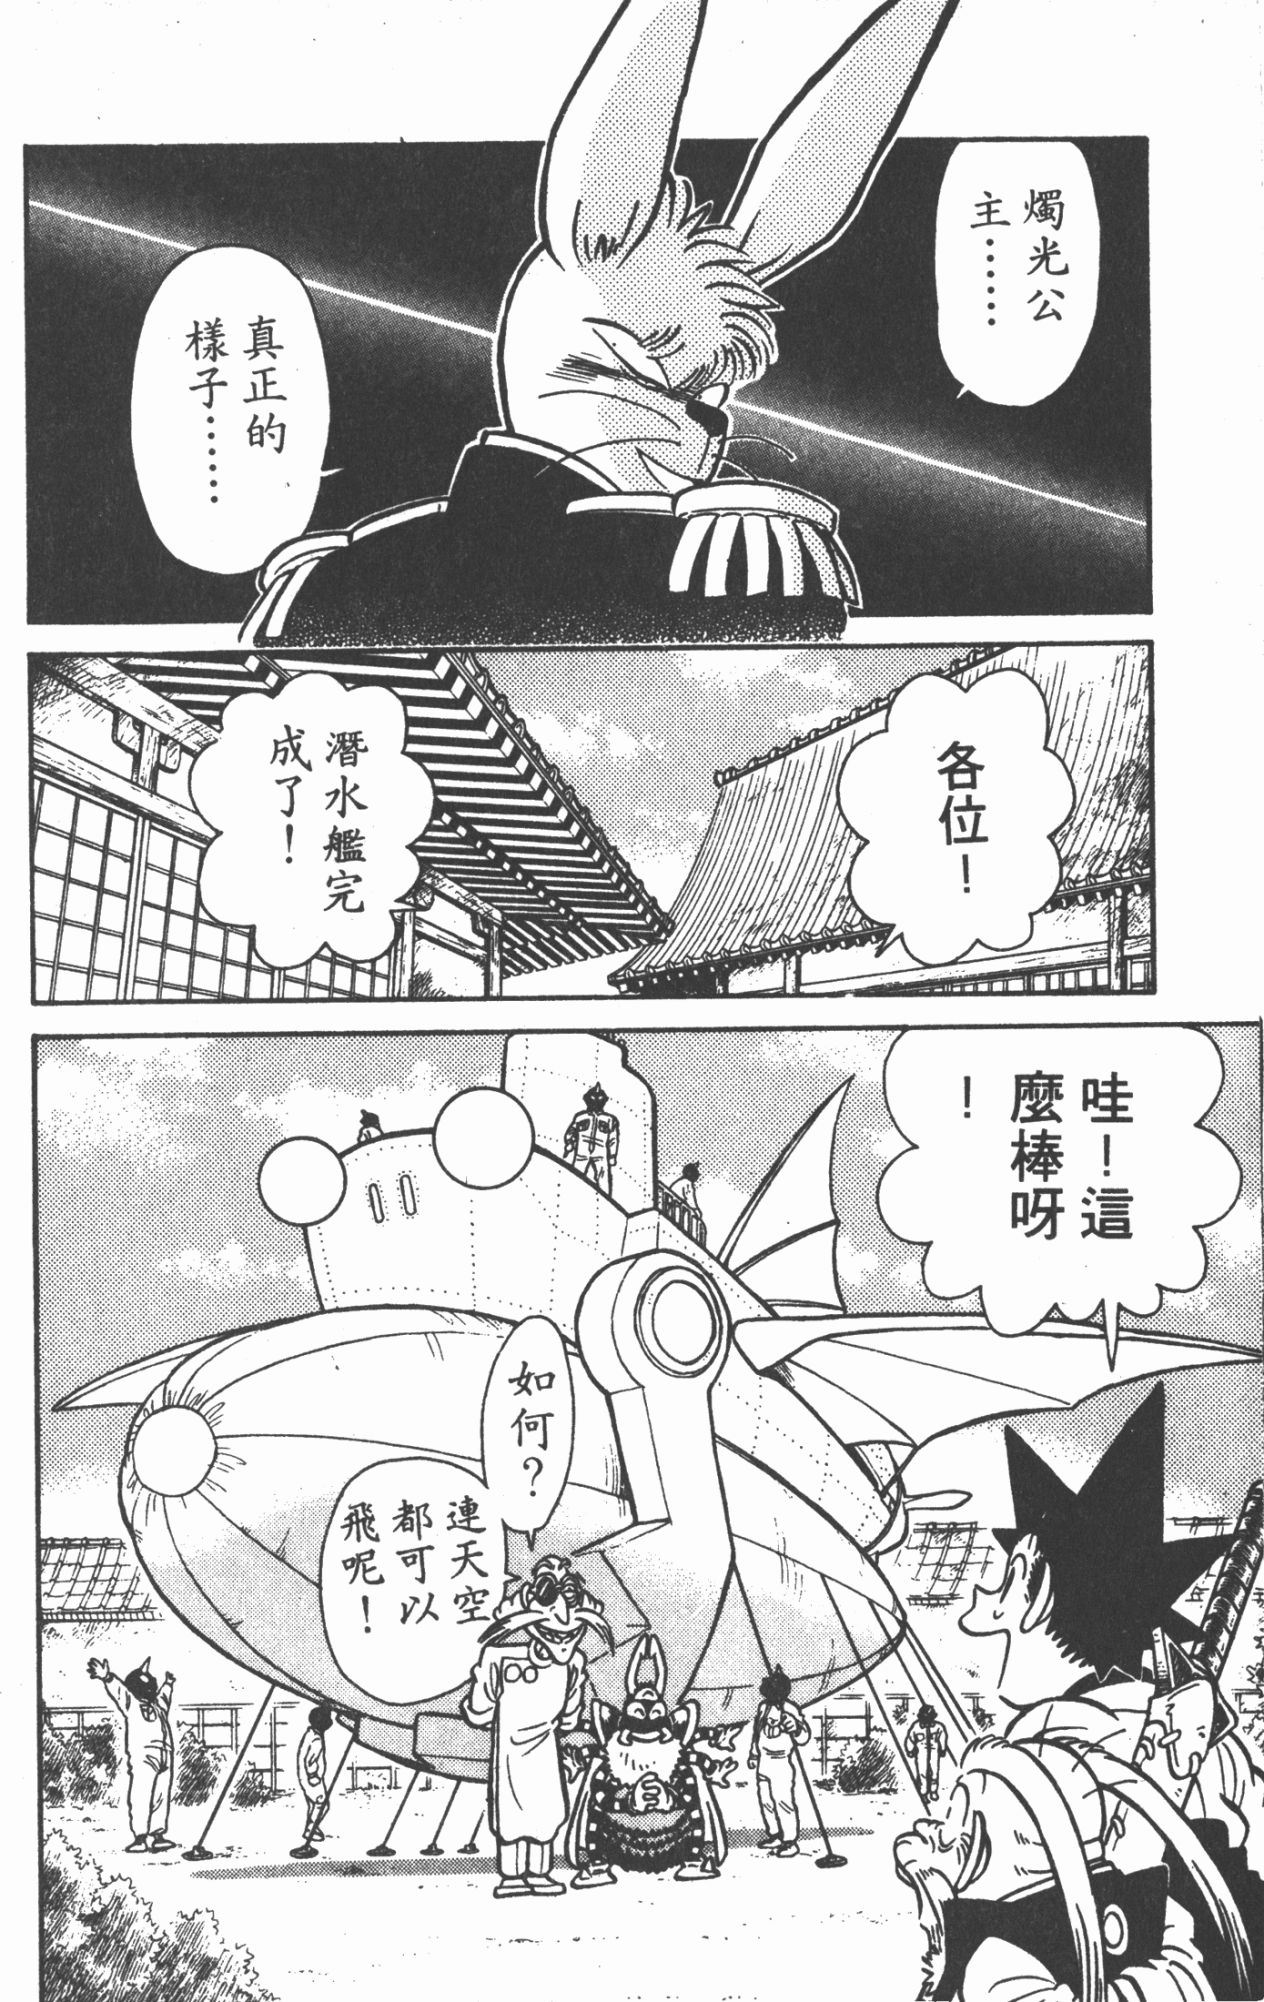 燭光公
主……
真正的
樣子………
各位！
潛水艦完
成了！
哇！這
麼棒呀
！
如何？
連天空
都可以
飛呢！